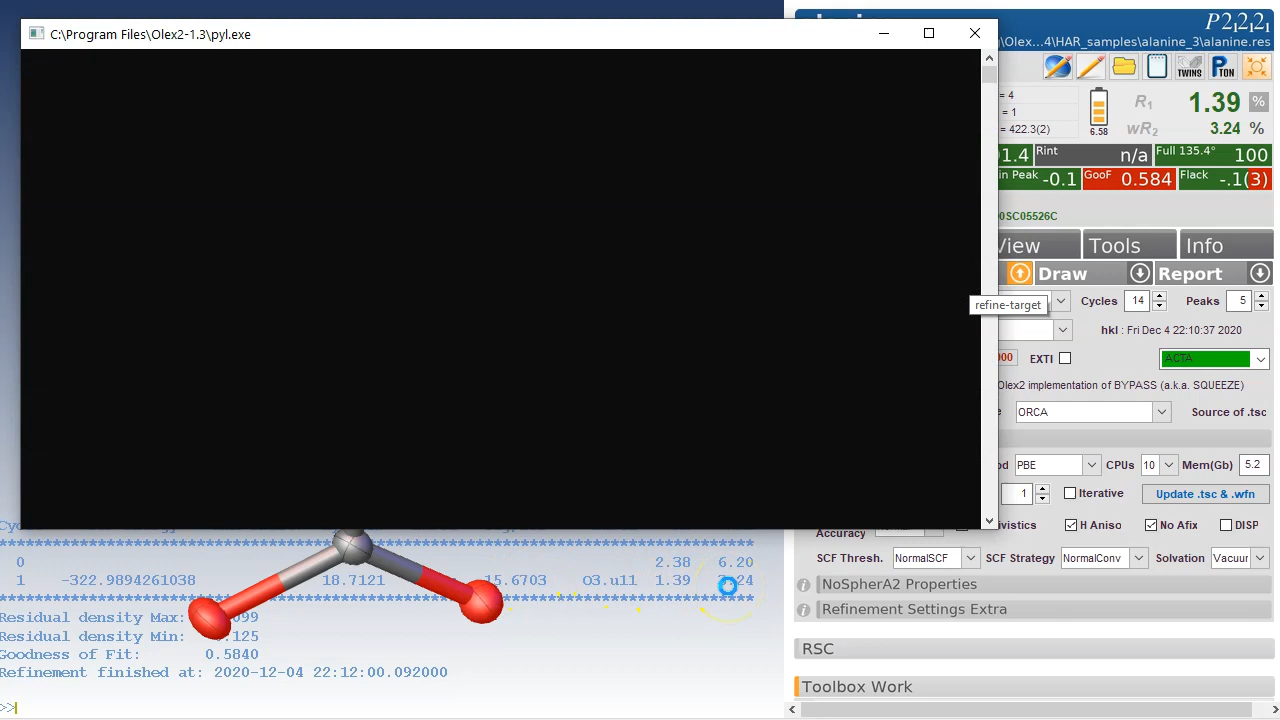 C:\Program Files\Olex2-1.3\pyl.exe
P2₁2₁2₁
\Olex...4\HAR_samples\alanine_3\alanine.res
TWINS
TON
= 4
= 1
= 422.3(2)
6.58
R₁ 1.39 %
wR₂ 3.24 %
1.4
Rint n/a
Full 135.4° 100
in Peak -0.1
GooF 0.584
Flack -.1(3)
0SC05526C
View
Tools
Info
Draw
Report
refine-target
Cycles 14
Peaks 5
hkl : Fri Dec 4 22:10:37 2020
000
EXTI
ACTA
Olex2 implementation of BYPASS (a.k.a. SQUEEZE)
ORCA
Source of .tsc
PBE
CPUs 10
Mem(Gb) 5.2
1
Iterative
Update .tsc & .wfn
Accuracy
H Aniso
No Afix
DISP
SCF Thresh. NormalSCF
SCF Strategy NormalConv
Solvation Vacuur
NoSpherA2 Properties
Refinement Settings Extra
RSC
Toolbox Work
********************************************************************
0 2.38 6.20
1 -322.9894261038 18.7121 15.6703 O3.u11 1.39 24
********************************************************************
Residual density Max: 099
Residual density Min: .125
Goodness of Fit: 0.5840
Refinement finished at: 2020-12-04 22:12:00.092000
>>